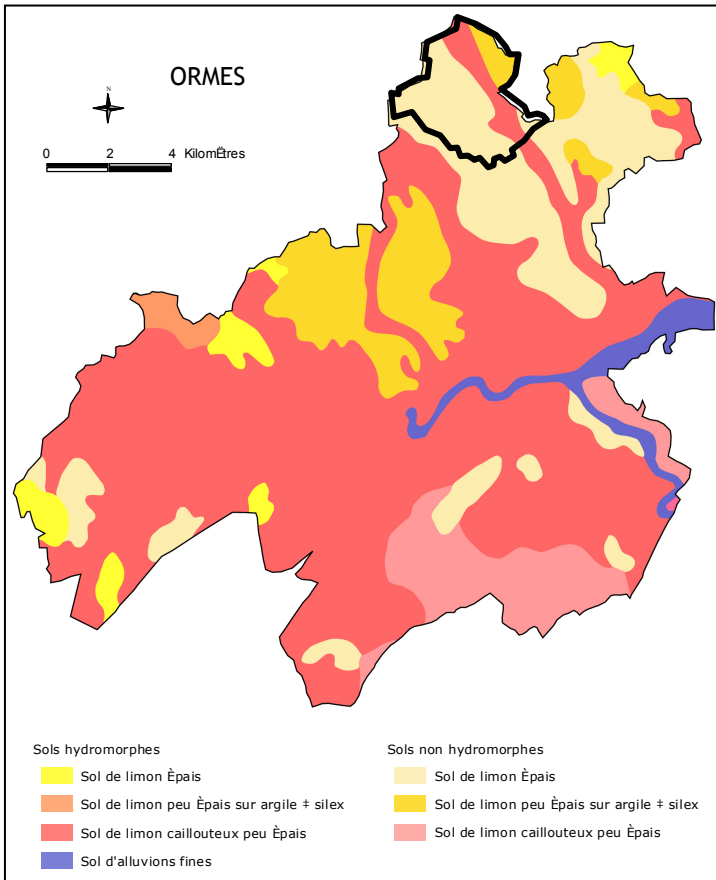 ORMES
N
0 2 4 KilomËtres
Sols hydromorphes
Sol de limon Èpais
Sol de limon peu Èpais sur argile ‡ silex
Sol de limon caillouteux peu Èpais
Sol d'alluvions fines
Sols non hydromorphes
Sol de limon Èpais
Sol de limon peu Èpais sur argile ‡ silex
Sol de limon caillouteux peu Èpais